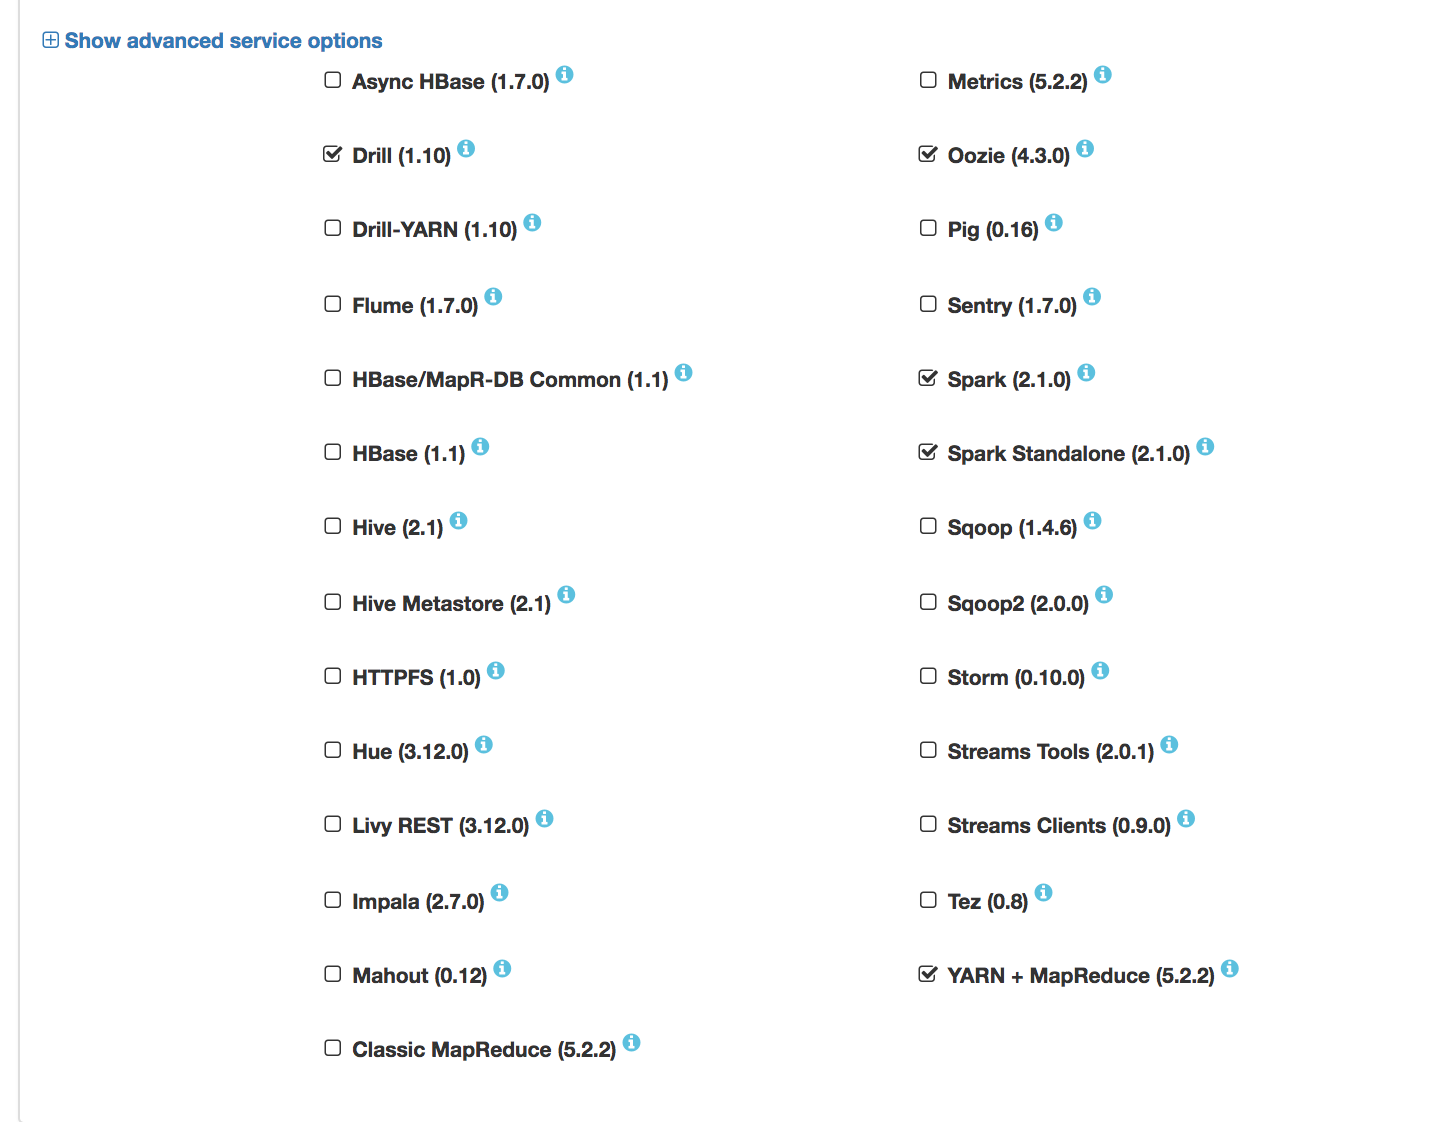 Show advanced service options
Async HBase (1.7.0)
Drill (1.10)
Drill-YARN (1.10)
Flume (1.7.0)
HBase/MapR-DB Common (1.1)
HBase (1.1)
Hive (2.1)
Hive Metastore (2.1)
HTTPFS (1.0)
Hue (3.12.0)
Livy REST (3.12.0)
Impala (2.7.0)
Mahout (0.12)
Classic MapReduce (5.2.2)
Metrics (5.2.2)
Oozie (4.3.0)
Pig (0.16)
Sentry (1.7.0)
Spark (2.1.0)
Spark Standalone (2.1.0)
Sqoop (1.4.6)
Sqoop2 (2.0.0)
Storm (0.10.0)
Streams Tools (2.0.1)
Streams Clients (0.9.0)
Tez (0.8)
YARN + MapReduce (5.2.2)